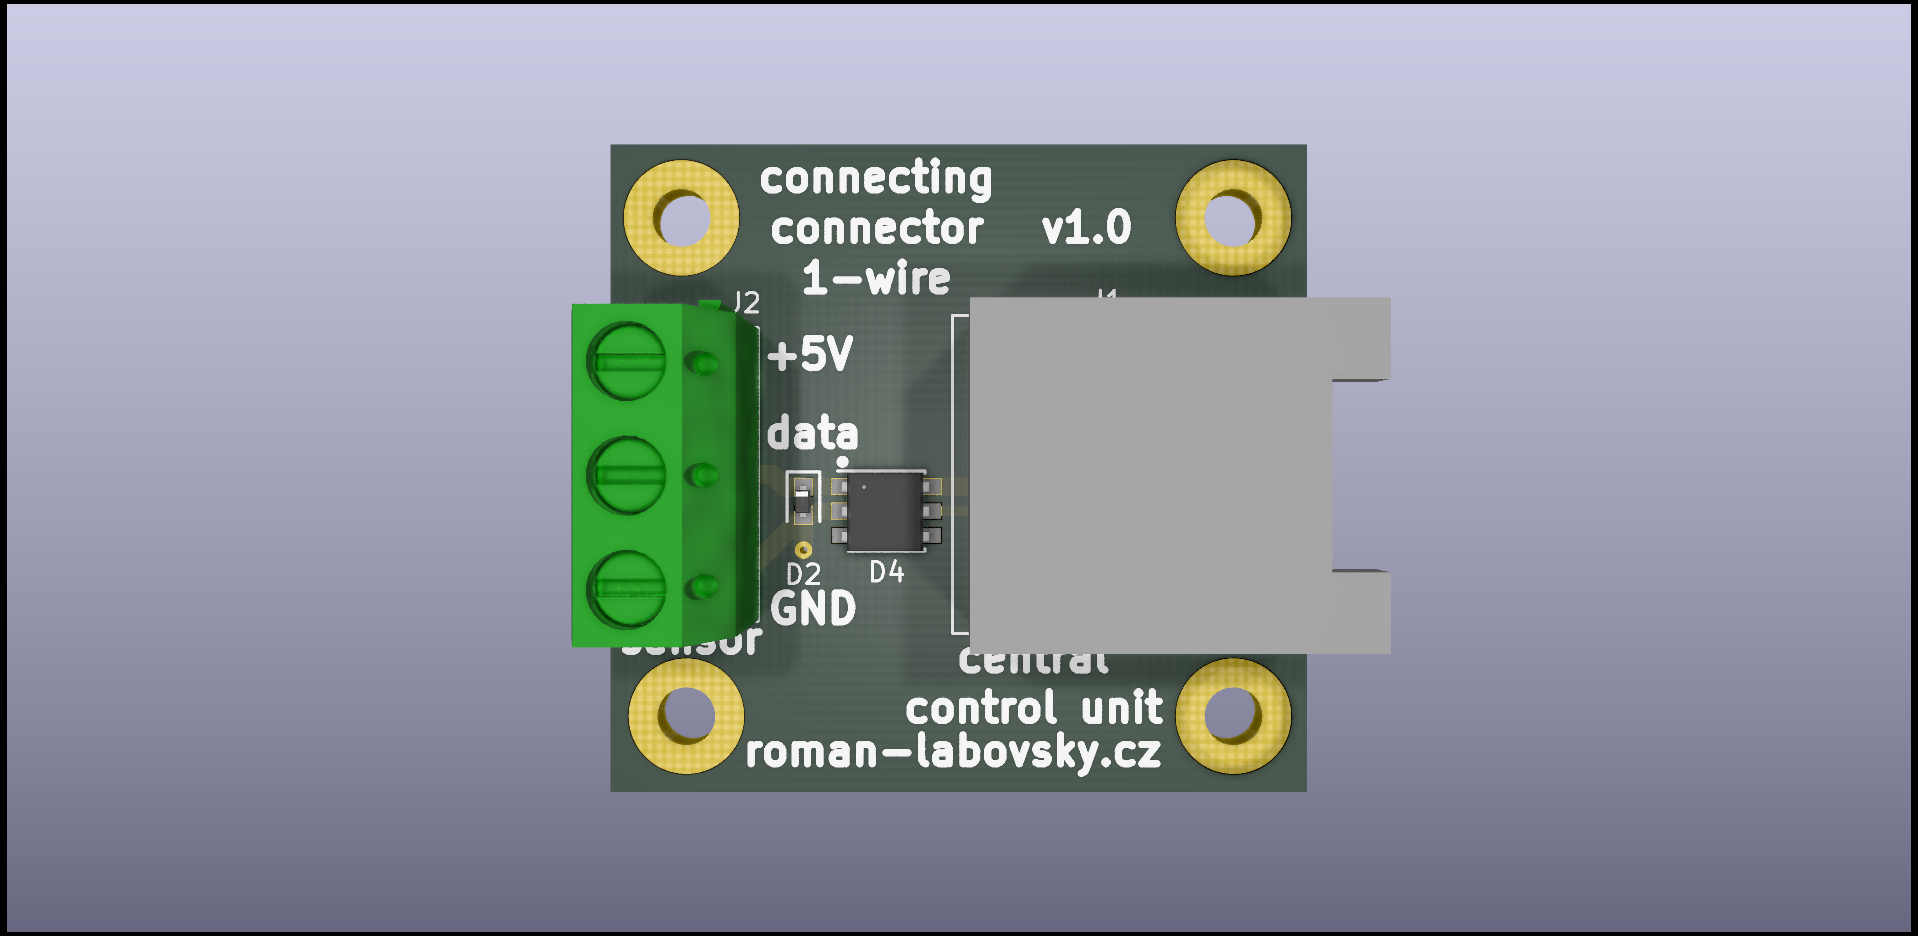 connecting
connector v1.0
1-wire
J2
J1
+5V
data
D2
D4
GND
sensor
central
control unit
roman-labovsky.cz